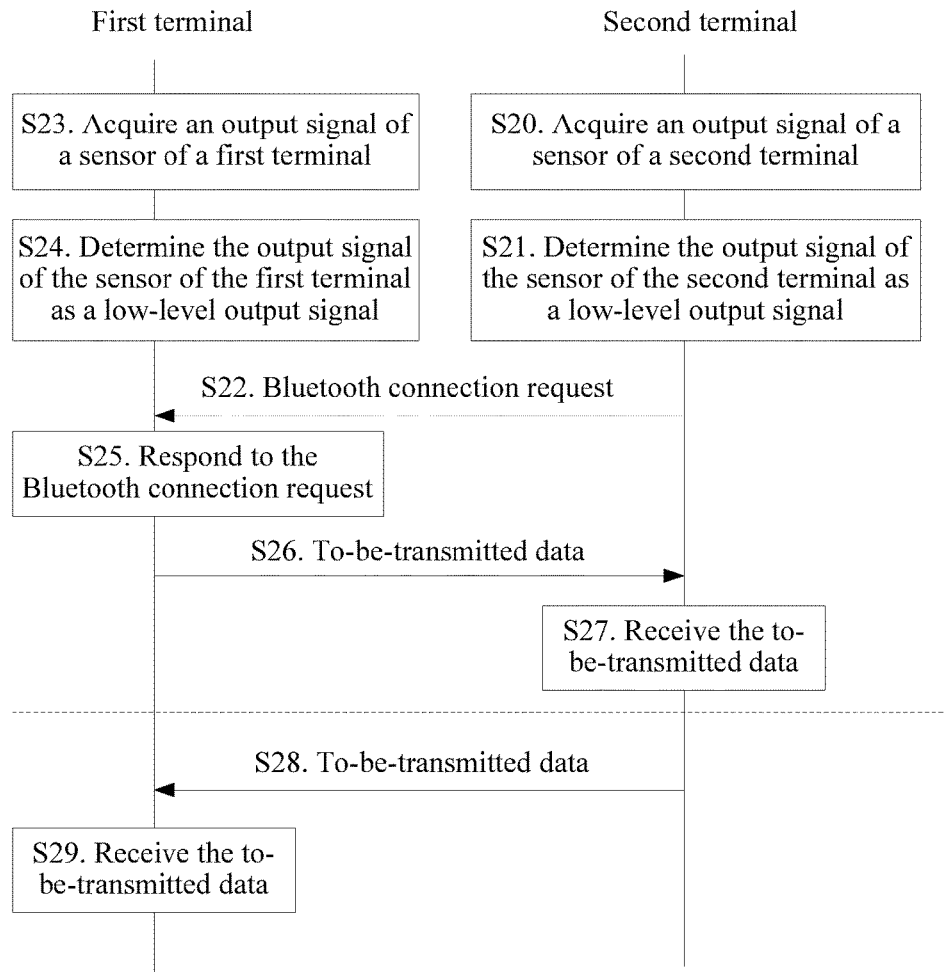 First terminal
Second terminal
S23. Acquire an output signal of
a sensor of a first terminal
S20. Acquire an output signal of a
sensor of a second terminal
S24. Determine the output signal
of the sensor of the first terminal
as a low-level output signal
S21. Determine the output signal of
the sensor of the second terminal as
a low-level output signal
S22. Bluetooth connection request
S25. Respond to the
Bluetooth connection request
S26. To-be-transmitted data
S27. Receive the to-
be-transmitted data
S28. To-be-transmitted data
S29. Receive the to-
be-transmitted data